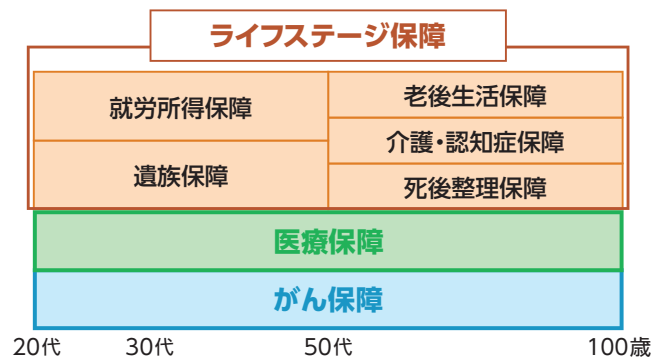 ライフステージ保障
就労所得保障
遺族保障
老後生活保障
介護・認知症保障
死後整理保障
医療保障
がん保障
20代 30代 50代 100歳